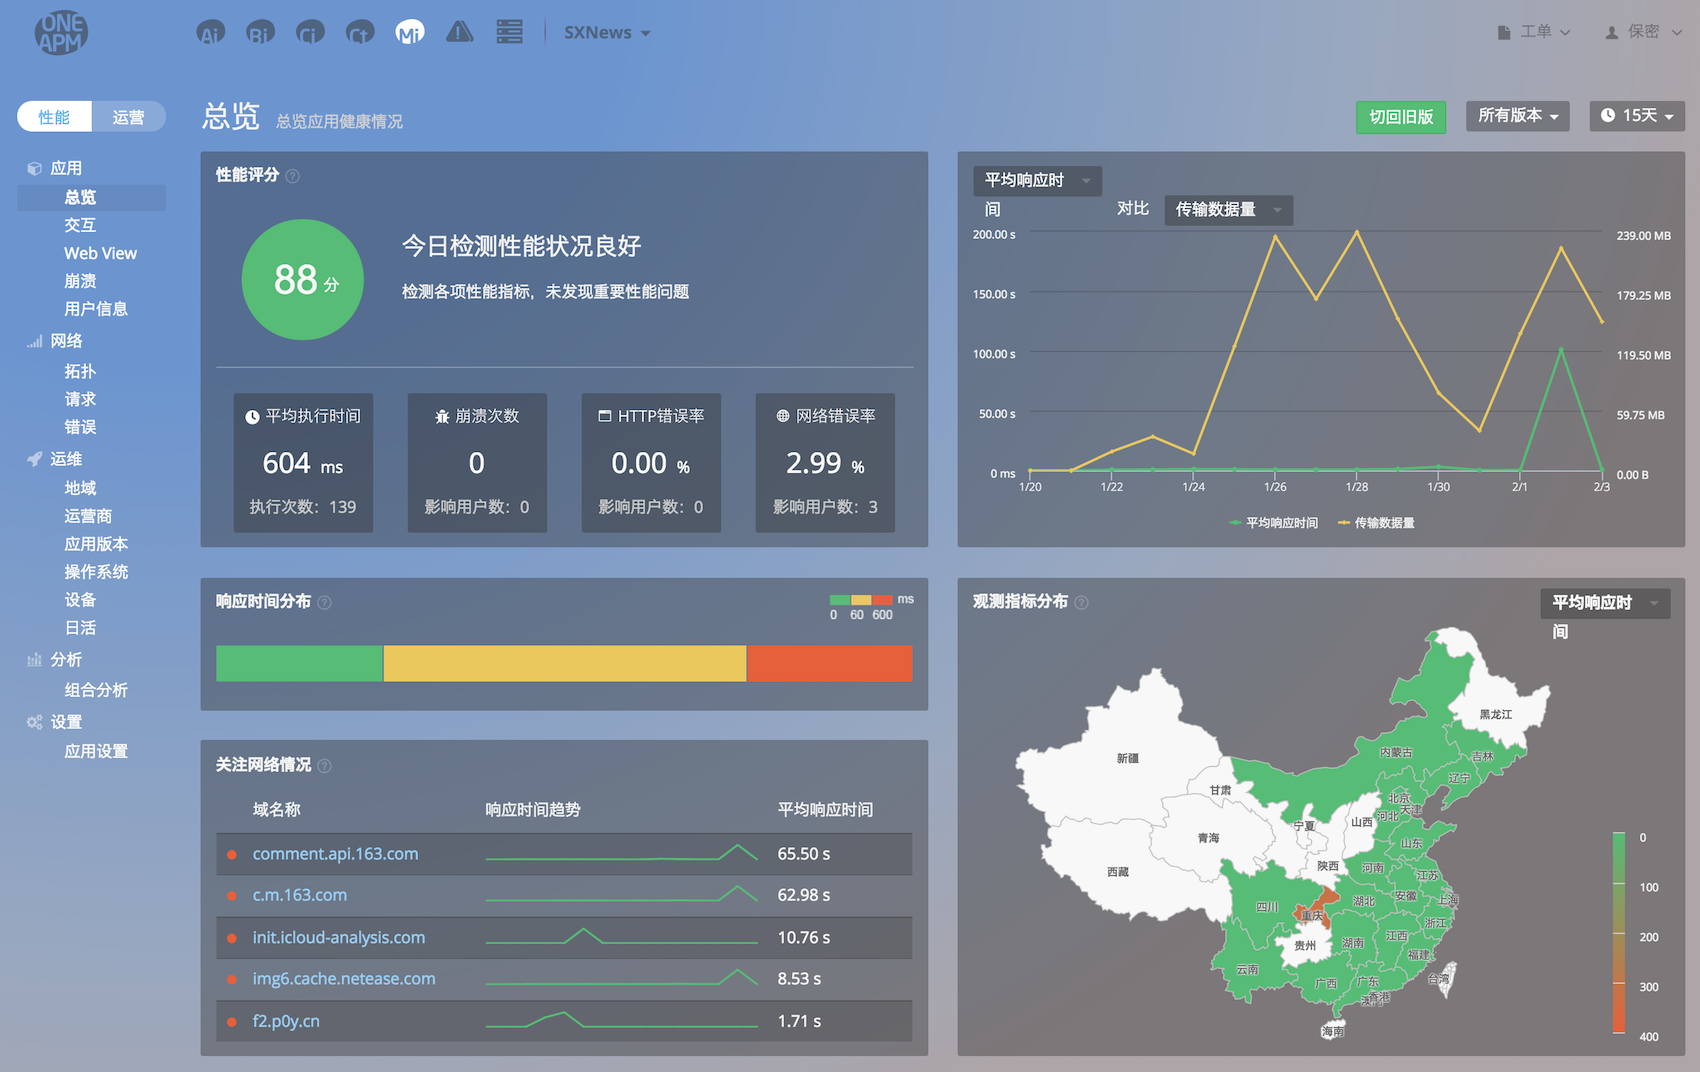 ONE
APM
Ai
Bi
Ci
Ct
Mi
SXNews
工单
保密
性能
运营
总览
总览应用健康情况
切回旧版
所有版本
15天
应用
总览
交互
Web View
崩溃
用户信息
网络
拓扑
请求
错误
运维
地域
运营商
应用版本
操作系统
设备
日活
分析
组合分析
设置
应用设置
性能评分
88 分
今日检测性能状况良好
检测各项性能指标，未发现重要性能问题
平均执行时间
604 ms
执行次数：139
崩溃次数
0
影响用户数：0
HTTP错误率
0.00 %
影响用户数：0
网络错误率
2.99 %
影响用户数：3
平均响应时
间
对比
传输数据量
200.00 s
150.00 s
100.00 s
50.00 s
0 ms
239.00 MB
179.25 MB
119.50 MB
59.75 MB
0.00 B
1/20
1/22
1/24
1/26
1/28
1/30
2/1
2/3
平均响应时间
传输数据量
响应时间分布
ms
0 60 600
关注网络情况
域名称 响应时间趋势 平均响应时间
comment.api.163.com 65.50 s
c.m.163.com 62.98 s
init.icloud-analysis.com 10.76 s
img6.cache.netease.com 8.53 s
f2.p0y.cn 1.71 s
观测指标分布
平均响应时
间
黑龙江
内蒙古
吉林
新疆
辽宁
甘肃
北京
天津
河北
宁夏
山西
青海
山东
陕西
河南
西藏
江苏
安徽
上海
四川
湖北
重庆
浙江
江西
湖南
贵州
福建
云南
广西
广东
台湾
香港
澳门
海南
0
100
200
300
400